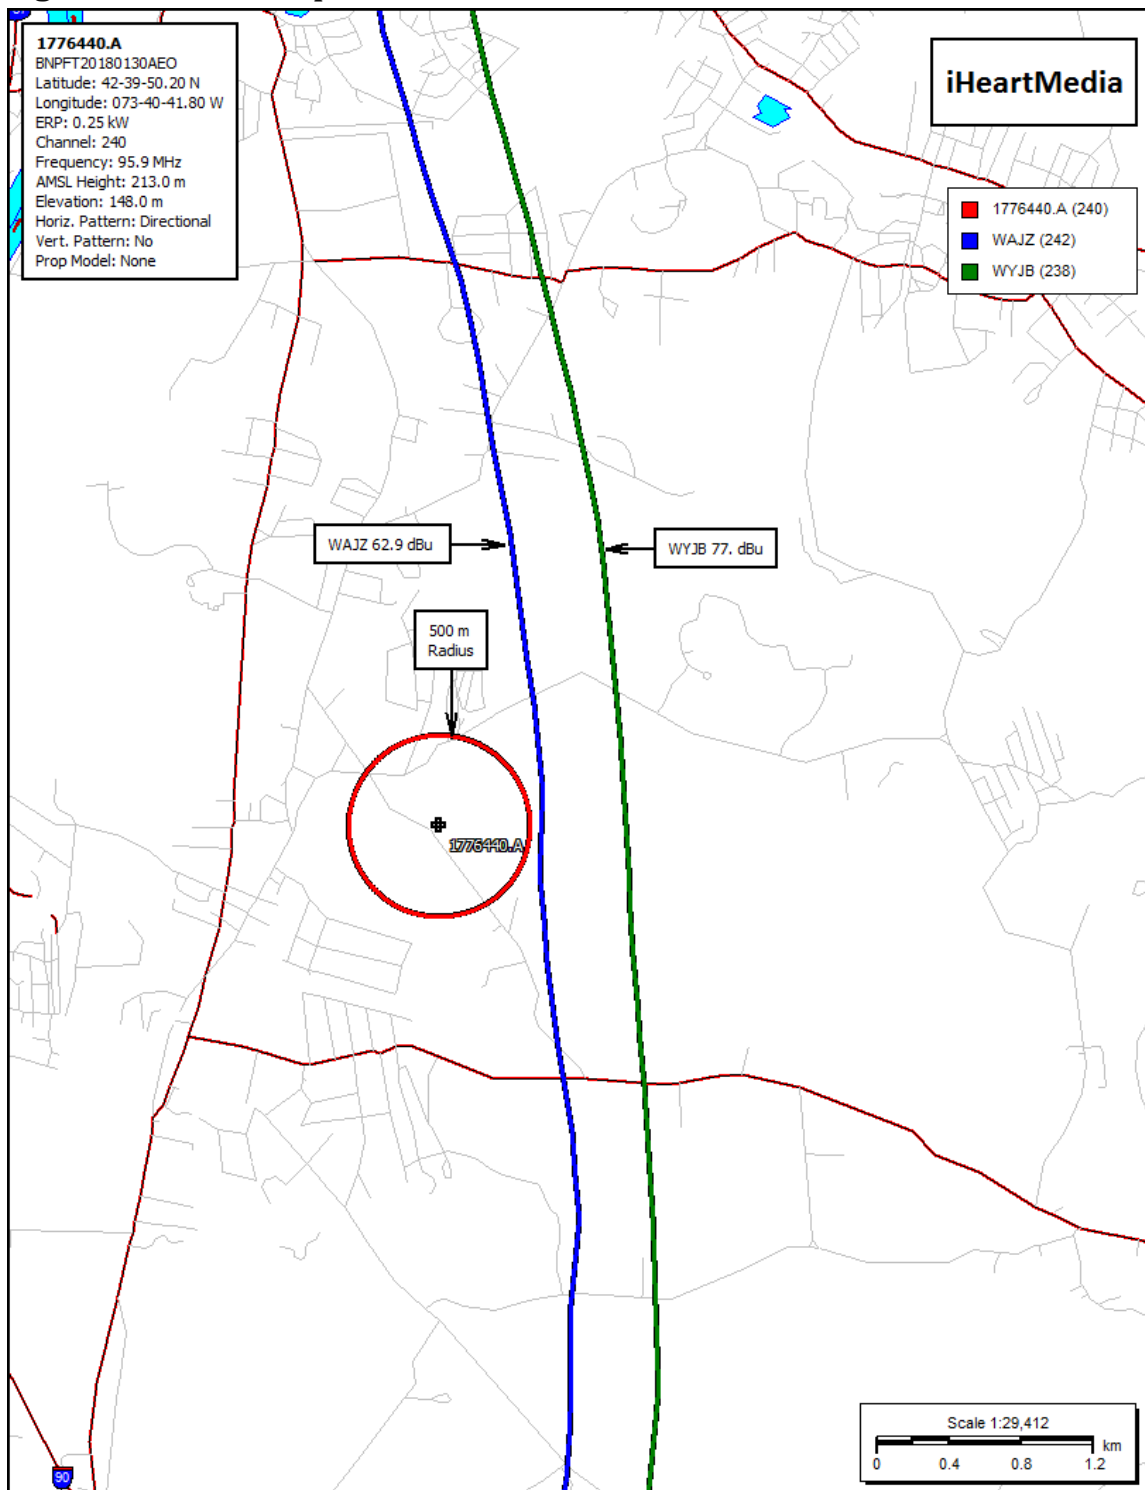 1776440.A
BNPFT20180130AEO
Latitude: 42-39-50.20 N
Longitude: 073-40-41.80 W
ERP: 0.25 kW
Channel: 240
Frequency: 95.9 MHz
AMSL Height: 213.0 m
Elevation: 148.0 m
Horiz. Pattern: Directional
Vert. Pattern: No
Prop Model: None
iHeartMedia
1776440.A (240)
WAJZ (242)
WYJB (238)
WAJZ 62.9 dBu
WYJB 77. dBu
500 m
Radius
1776440.A
Scale 1:29,412
km
0 0.4 0.8 1.2
90